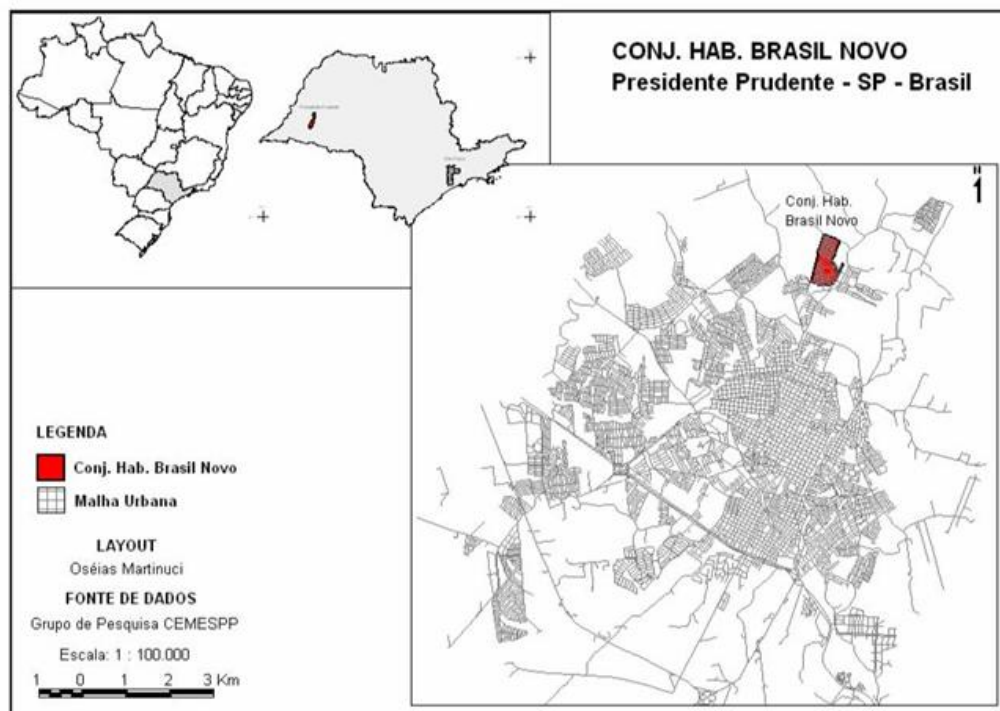 CONJ. HAB. BRASIL NOVO
Presidente Prudente - SP - Brasil
Conj. Hab.
Brasil Novo
N
1
LEGENDA
Conj. Hab. Brasil Novo
Malha Urbana
LAYOUT
Oséias Martinuci
FONTE DE DADOS
Grupo de Pesquisa CEMESPP
Escala: 1 : 100.000
1 0 1 2 3 Km